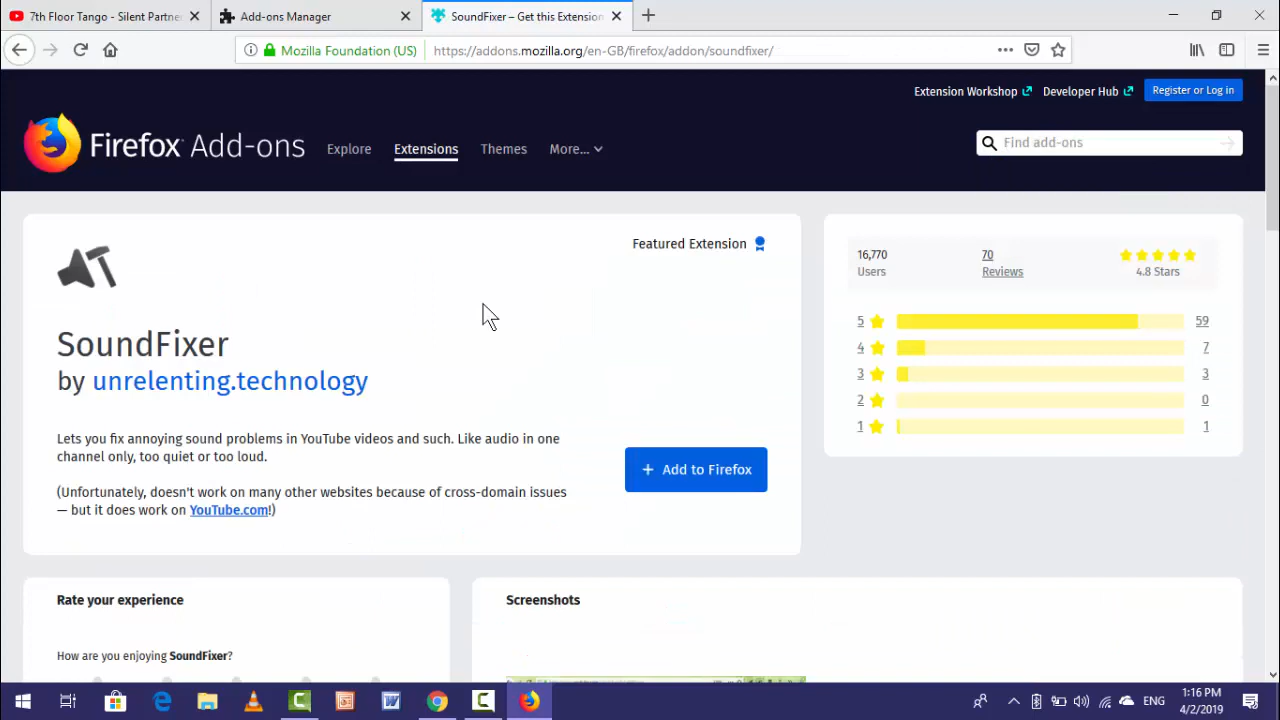 7th Floor Tango - Silent Partne
Add-ons Manager
SoundFixer – Get this Extension
Mozilla Foundation (US)
https://addons.mozilla.org/en-GB/firefox/addon/soundfixer/
Extension Workshop
Developer Hub
Register or Log in
Firefox Add-ons
Explore
Extensions
Themes
More...
Find add-ons
Featured Extension
SoundFixer
by unrelenting.technology
Lets you fix annoying sound problems in YouTube videos and such. Like audio in one
channel only, too quiet or too loud.
(Unfortunately, doesn't work on many other websites because of cross-domain issues
— but it does work on YouTube.com!)
+ Add to Firefox
16,770
Users
70
Reviews
4.8 Stars
5 59
4 7
3 3
2 0
1 1
Rate your experience
How are you enjoying SoundFixer?
Screenshots
ENG
1:16 PM
4/2/2019